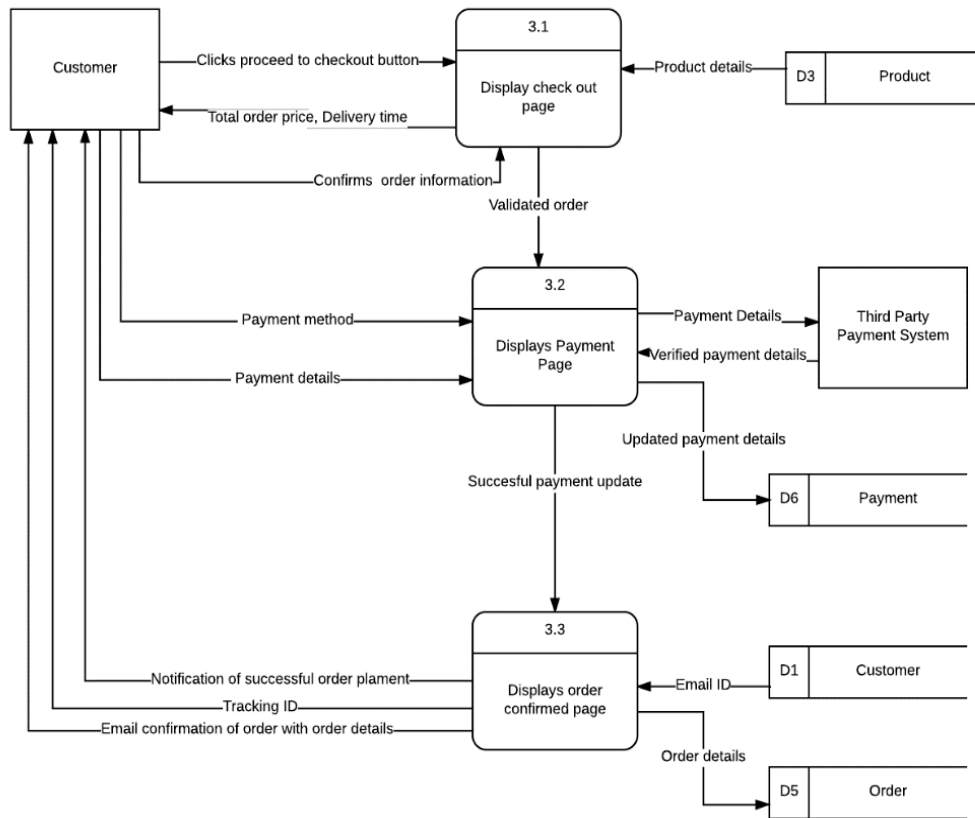 3.1
Customer
Clicks proceed to checkout button
Display check out
page
Product details
D3
Product
Total order price, Delivery time
Confirms order information
Validated order
3.2
Payment method
Displays Payment
Page
Payment Details
Third Party
Payment System
Verified payment details
Payment details
Updated payment details
Succesful payment update
D6
Payment
3.3
Notification of successful order plament
Displays order
confirmed page
Email ID
D1
Customer
Tracking ID
Email confirmation of order with order details
Order details
D5
Order